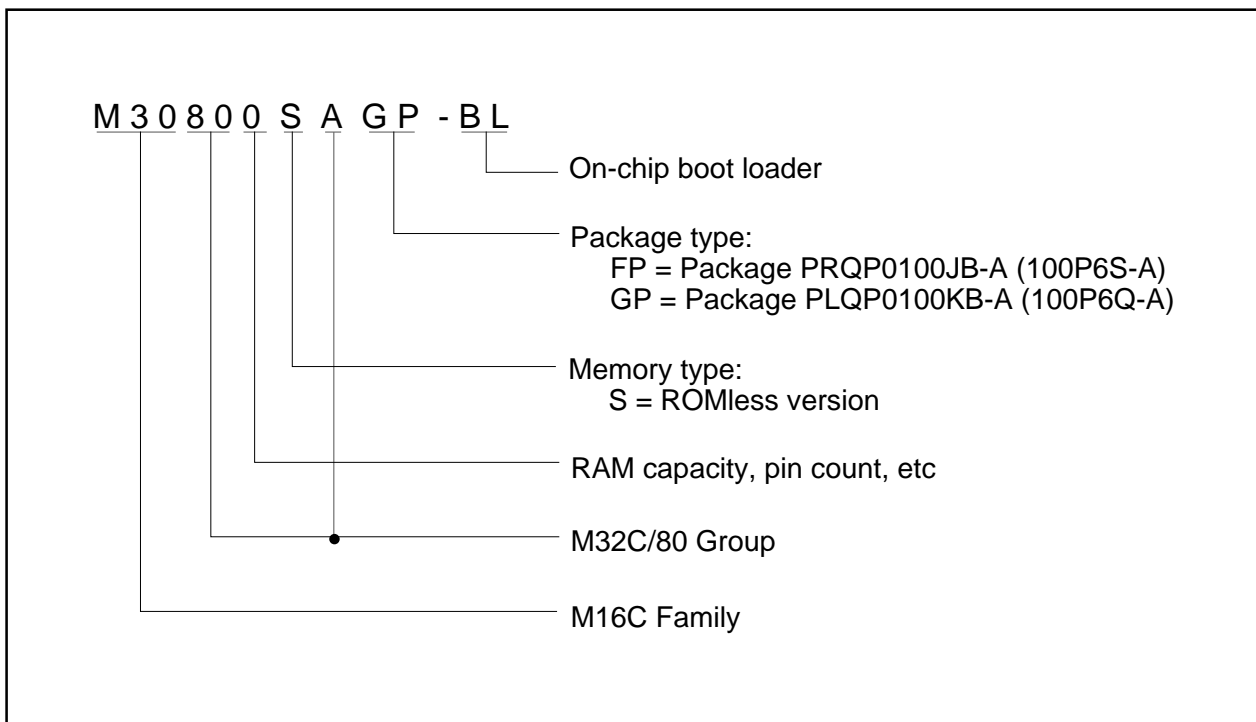 M30800SAGP-BL
On-chip boot loader
Package type:
FP = Package PRQP0100JB-A (100P6S-A)
GP = Package PLQP0100KB-A (100P6Q-A)
Memory type:
S = ROMless version
RAM capacity, pin count, etc
M32C/80 Group
M16C Family